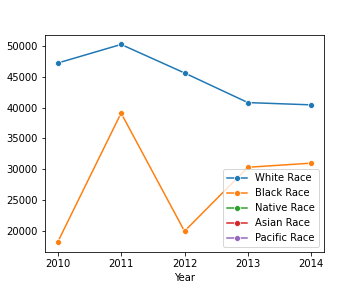 50000
45000
40000
35000
30000
25000
20000
White Race
Black Race
Native Race
Asian Race
Pacific Race
2010 2011 2012 2013 2014
Year